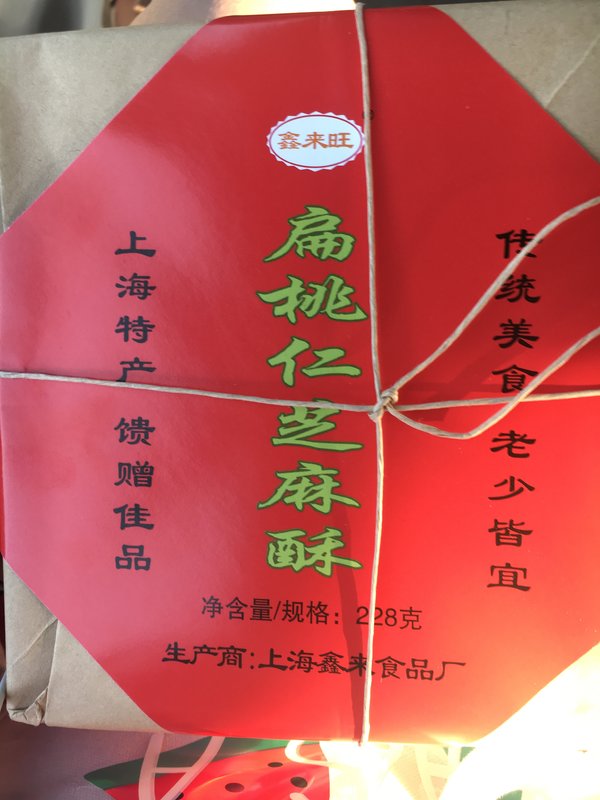 鑫来旺
传统美食 老少皆宜
扁桃仁芝麻酥
上海特产 馈赠佳品
净含量/规格：228克
生产商：上海鑫来食品厂